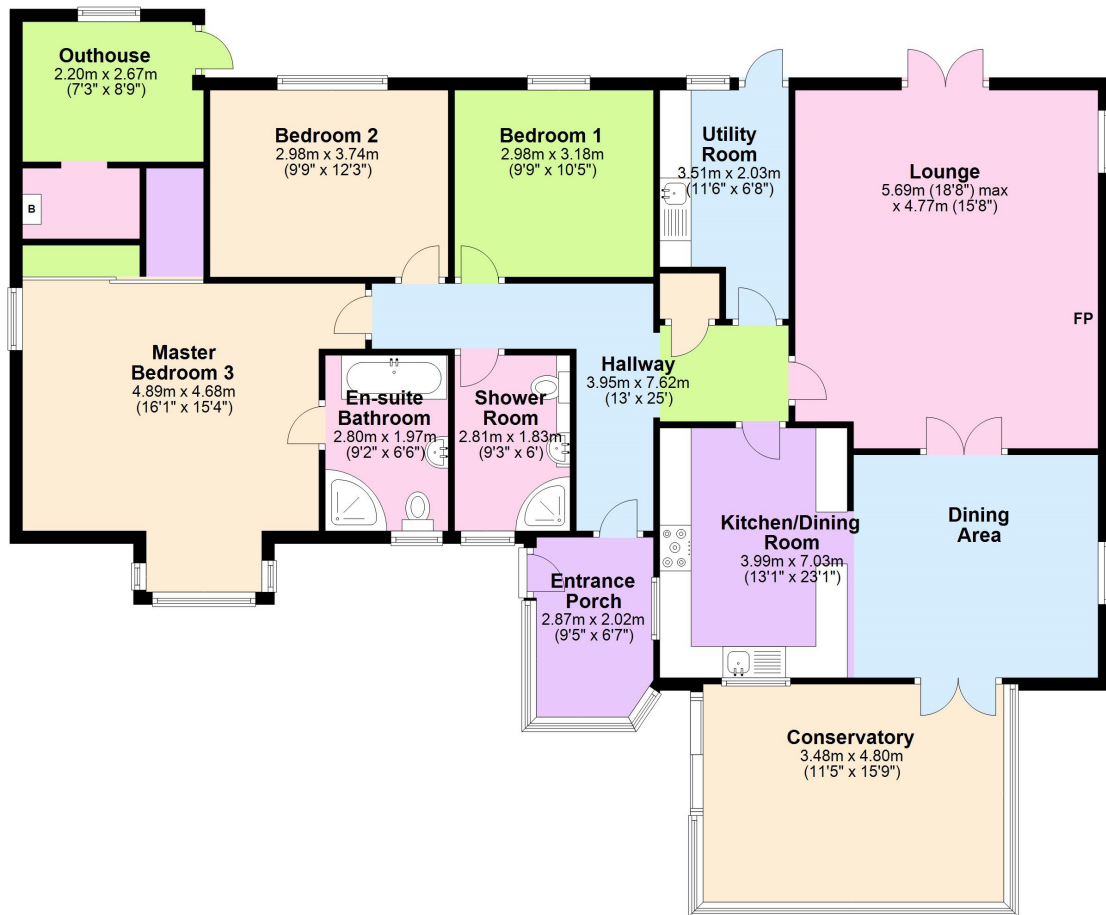 Outhouse
2.20m x 2.67m
(7'3" x 8'9")
Bedroom 2
2.98m x 3.74m
(9'9" x 12'3")
Bedroom 1
2.98m x 3.18m
(9'9" x 10'5")
Utility
Room
3.51m x 2.03m
(11'6" x 6'8")
Lounge
5.69m (18'8") max
x 4.77m (15'8")
B
FP
Master
Bedroom 3
4.89m x 4.68m
(16'1" x 15'4")
En-suite
Bathroom
2.80m x 1.97m
(9'2" x 6'6")
Shower
Room
2.81m x 1.83m
(9'3" x 6')
Hallway
3.95m x 7.62m
(13' x 25')
Kitchen/Dining
Room
3.99m x 7.03m
(13'1" x 23'1")
Dining
Area
Entrance
Porch
2.87m x 2.02m
(9'5" x 6'7")
Conservatory
3.48m x 4.80m
(11'5" x 15'9")